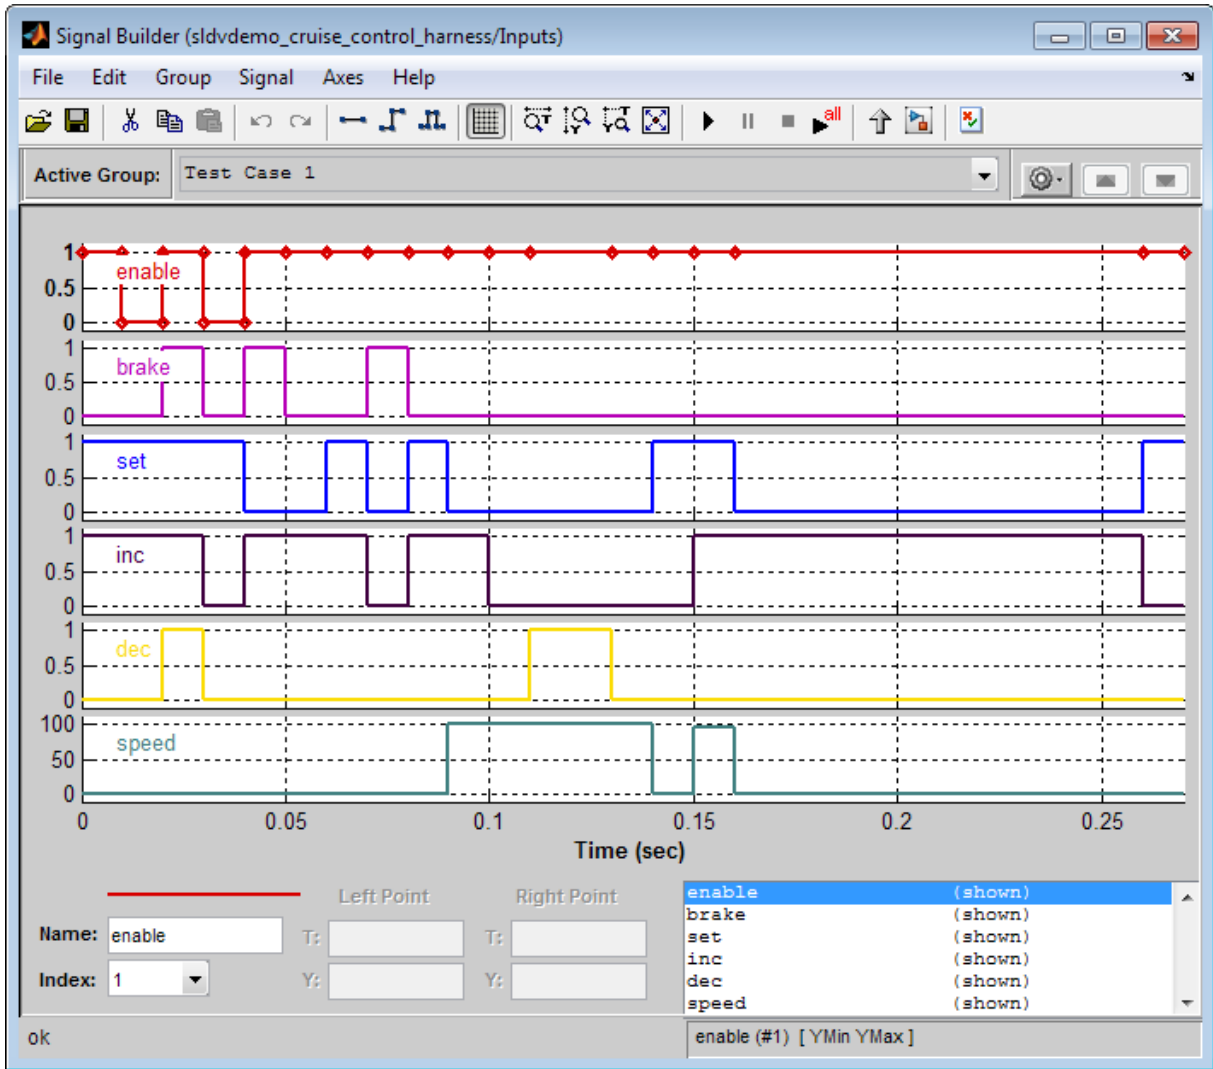 Signal Builder (sldvdemo_cruise_control_harness/Inputs)
File Edit Group Signal Axes Help
all
Active Group: Test Case 1
1
enable
0.5
0
1
brake
0.5
0
1
set
0.5
0
1
inc
0.5
0
1
dec
0.5
0
100
speed
50
0
0 0.05 0.1 0.15 0.2 0.25
Time (sec)
Left Point Right Point
Name: enable T: T:
Index: 1 Y: Y:
enable (shown)
brake (shown)
set (shown)
inc (shown)
dec (shown)
speed (shown)
ok
enable (#1) [ YMin YMax ]